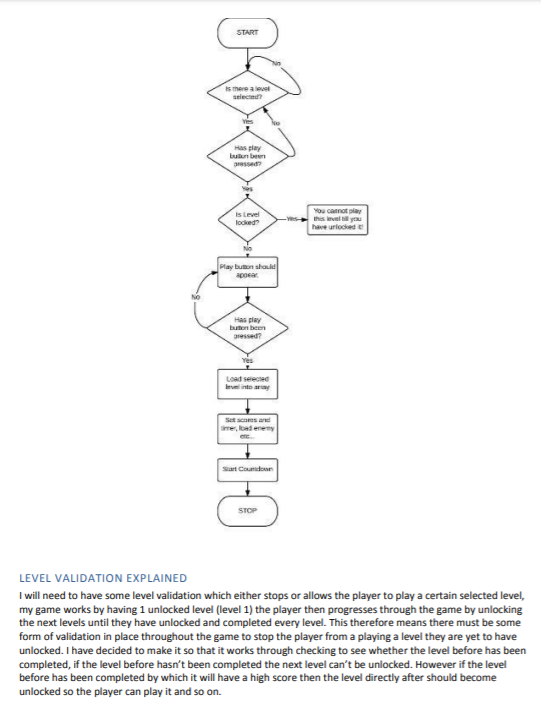 START
No
Is there a level
selected?
Yes
No
Has play
button been
pressed?
Yes
Is Level
locked?
Yes
You cannot play
this level till you
have unlocked it!
No
Play button should
appear.
No
Has play
button been
pressed?
Yes
Load selected
level into array
Set scores and
timer, load enemy
etc...
Start Countdown
STOP
LEVEL VALIDATION EXPLAINED
I will need to have some level validation which either stops or allows the player to play a certain selected level,
my game works by having 1 unlocked level (level 1) the player then progresses through the game by unlocking
the next levels until they have unlocked and completed every level. This therefore means there must be some
form of validation in place throughout the game to stop the player from a playing a level they are yet to have
unlocked. I have decided to make it so that it works through checking to see whether the level before has been
completed, if the level before hasn't been completed the next level can't be unlocked. However if the level
before has been completed by which it will have a high score then the level directly after should become
unlocked so the player can play it and so on.